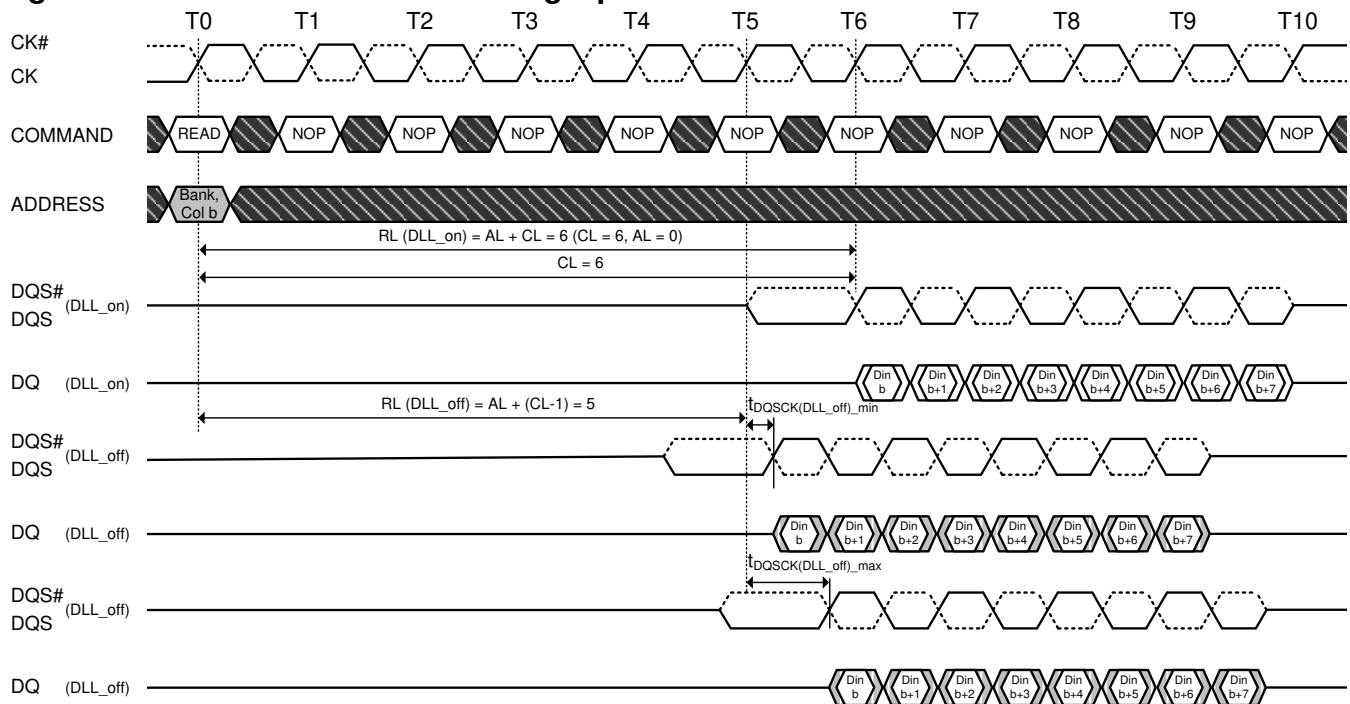 T0 T1 T2 T3 T4 T5 T6 T7 T8 T9 T10
CK#
CK
COMMAND READ NOP NOP NOP NOP NOP NOP NOP NOP NOP NOP
ADDRESS Bank, Col b
RL (DLL_on) = AL + CL = 6 (CL = 6, AL = 0)
CL = 6
DQS#
(DLL_on)
DQS
DQ (DLL_on) Din b Din b+1 Din b+2 Din b+3 Din b+4 Din b+5 Din b+6 Din b+7
RL (DLL_off) = AL + (CL-1) = 5 tDQSCK(DLL_off)_min
DQS#
(DLL_off)
DQS
DQ (DLL_off) Din b Din b+1 Din b+2 Din b+3 Din b+4 Din b+5 Din b+6 Din b+7
tDQSCK(DLL_off)_max
DQS#
(DLL_off)
DQS
DQ (DLL_off) Din b Din b+1 Din b+2 Din b+3 Din b+4 Din b+5 Din b+6 Din b+7